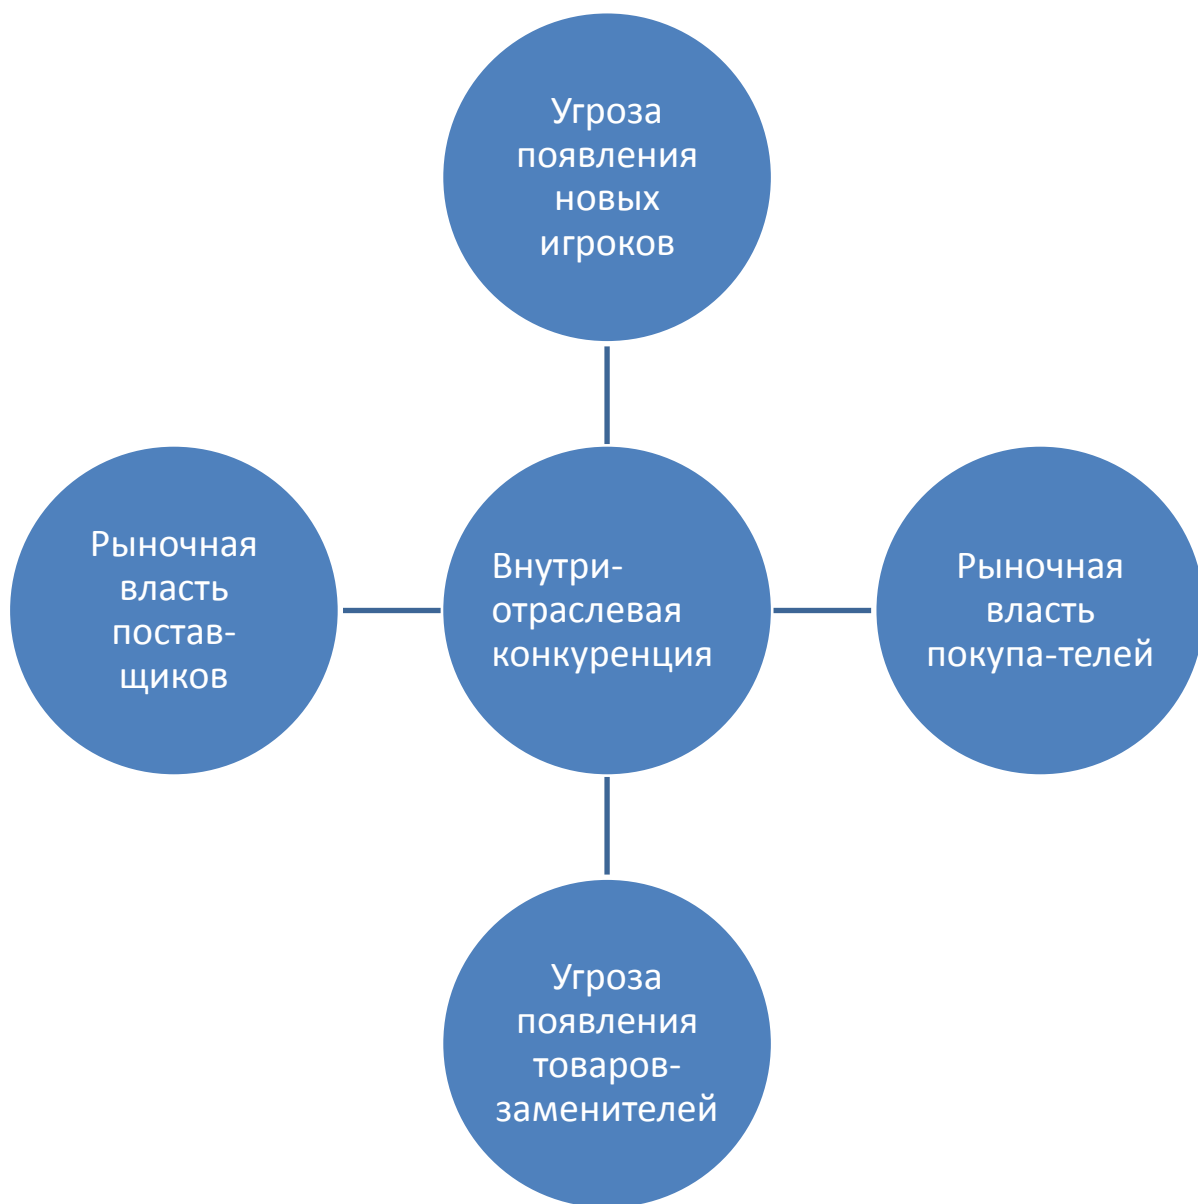 Угроза
появления
новых
игроков
Рыночная
власть
постав-
щиков
Внутри-
отраслевая
конкуренция
Рыночная
власть
покупа-телей
Угроза
появления
товаров-
заменителей